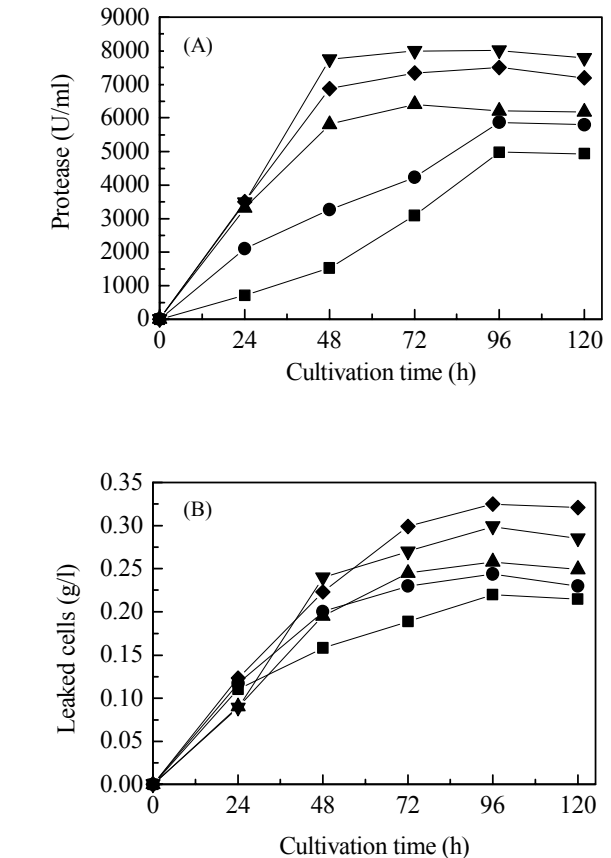 9000
(A)
8000
7000
6000
5000
4000
3000
2000
1000
0
Protease (U/ml)
0 24 48 72 96 120
Cultivation time (h)
0.35
(B)
0.30
0.25
0.20
0.15
0.10
0.05
0.00
Leaked cells (g/l)
0 24 48 72 96 120
Cultivation time (h)